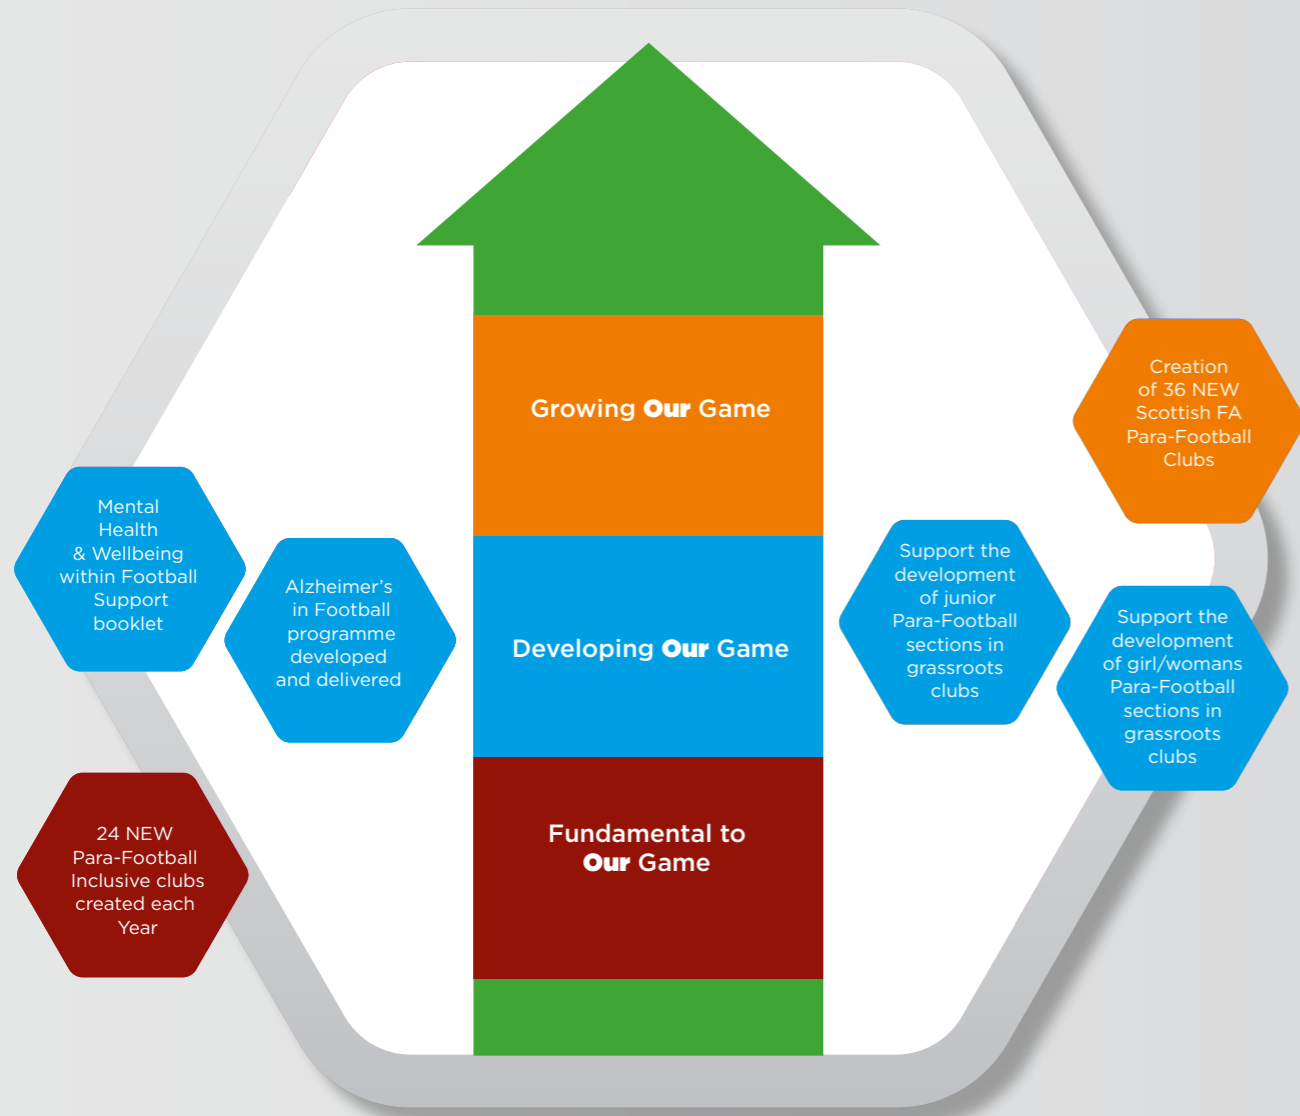 Growing Our Game
Creation
of 36 NEW
Scottish FA
Para-Football
Clubs
Mental
Health
& Wellbeing
within Football
Support
booklet
Alzheimer's
in Football
programme
developed
and delivered
Developing Our Game
Support the
development
of junior
Para-Football
sections in
grassroots
clubs
Support the
development
of girl/womans
Para-Football
sections in
grassroots
clubs
24 NEW
Para-Football
Inclusive clubs
created each
Year
Fundamental to
Our Game